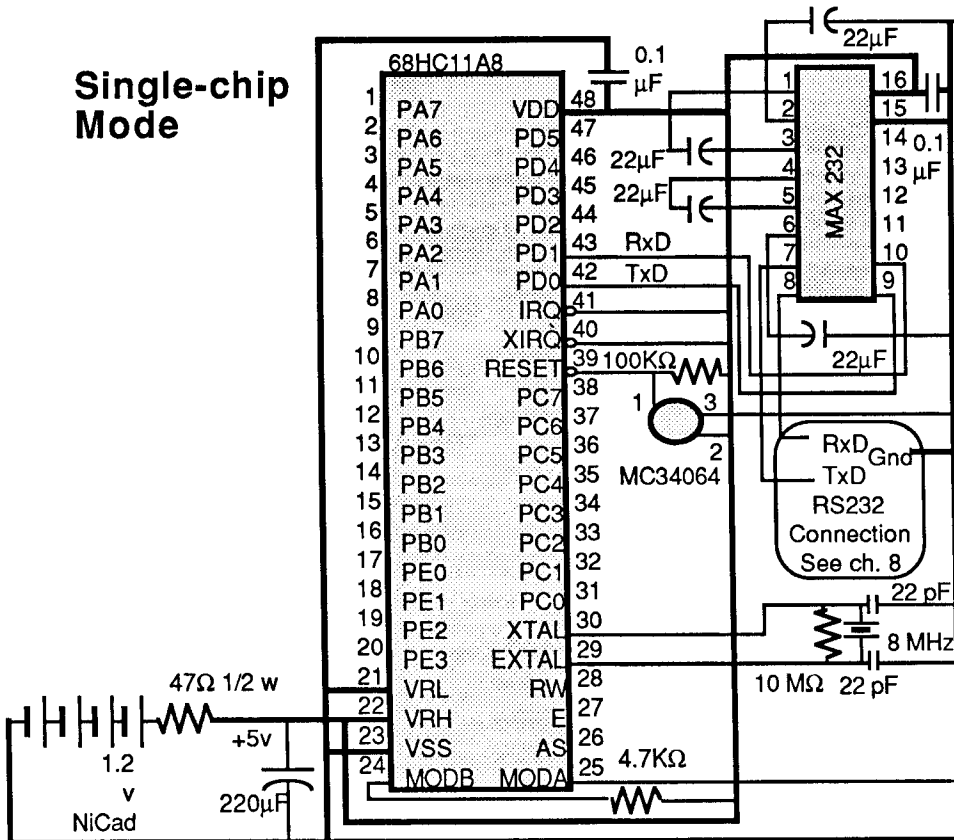 Single-chip
Mode
68HC11A8
0.1
µF
22µF
1 PA7 VDD 48
2 PA6 PD5 47
3 PA5 PD4 46
4 PA4 PD3 45
5 PA3 PD2 44
6 PA2 PD1 43 RxD
7 PA1 PD0 42 TxD
8 PA0 IRQ 41
9 PB7 XIRQ 40
10 PB6 RESET 39 100KΩ
11 PB5 PC7 38
12 PB4 PC6 37
13 PB3 PC5 36
14 PB2 PC4 35
15 PB1 PC3 34
16 PB0 PC2 33
17 PE0 PC1 32
18 PE1 PC0 31
19 PE2 XTAL 30
20 PE3 EXTAL 29
21 VRL RW 28
22 VRH E 27
23 VSS AS 26
24 MODB MODA 25
MAX 232
1 16
2 15
3 14
4 13
5 12
6 11
7 10
8 9
0.1
µF
22µF
22µF
22µF
1 3
2
MC34064
RxD
Gnd
TxD
RS232
Connection
See ch. 8
22 pF
8 MHz
10 MΩ 22 pF
4.7KΩ
47Ω 1/2 w
+5v
1.2
v
NiCad
220µF